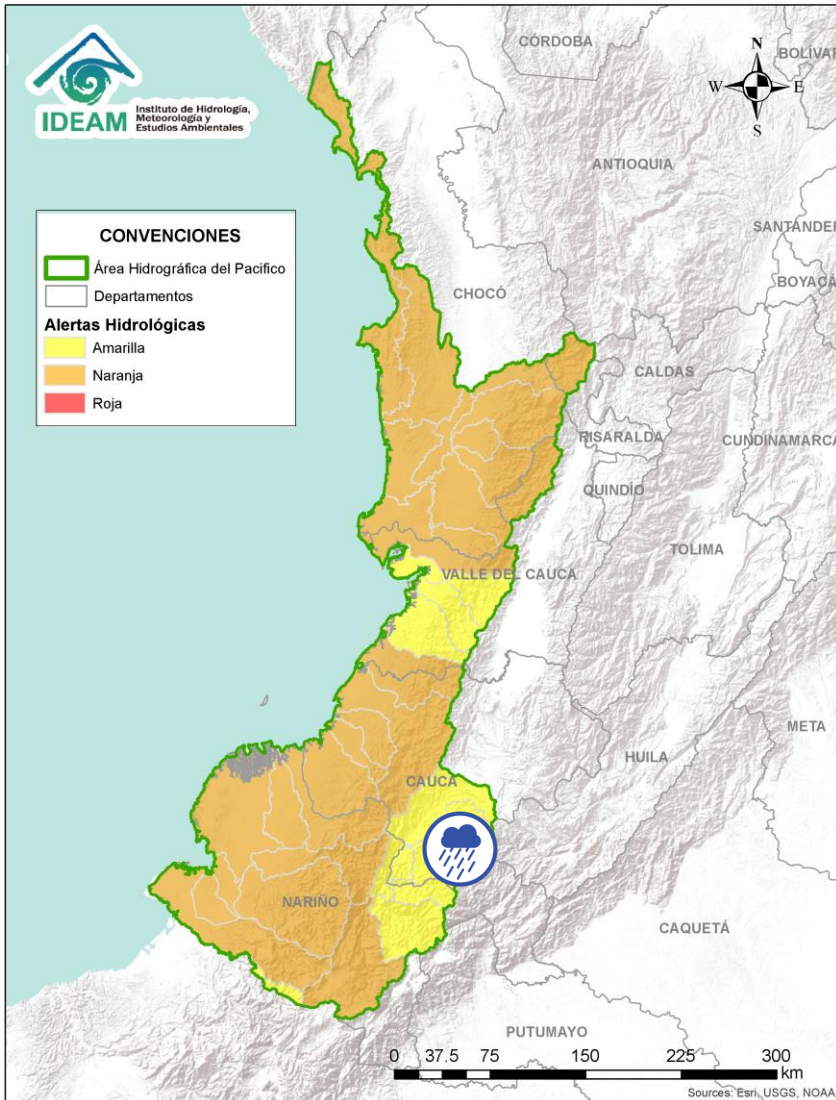 IDEAM
Instituto de Hidrología,
Meteorología y
Estudios Ambientales
CONVENCIONES
Área Hidrográfica del Pacifico
Departamentos
Alertas Hidrológicas
Amarilla
Naranja
Roja
N
W
E
S
CÓRDOBA
BOLÍVAR
ANTIOQUIA
SANTANDER
BOYACÁ
CHOCÓ
CALDAS
RISARALDA
CUNDINAMARCA
QUINDÍO
TOLIMA
VALLE DEL CAUCA
META
HUILA
CAUCA
NARIÑO
CAQUETÁ
PUTUMAYO
0 37.5 75 150 225 300
km
Sources: Esri, USGS, NOAA